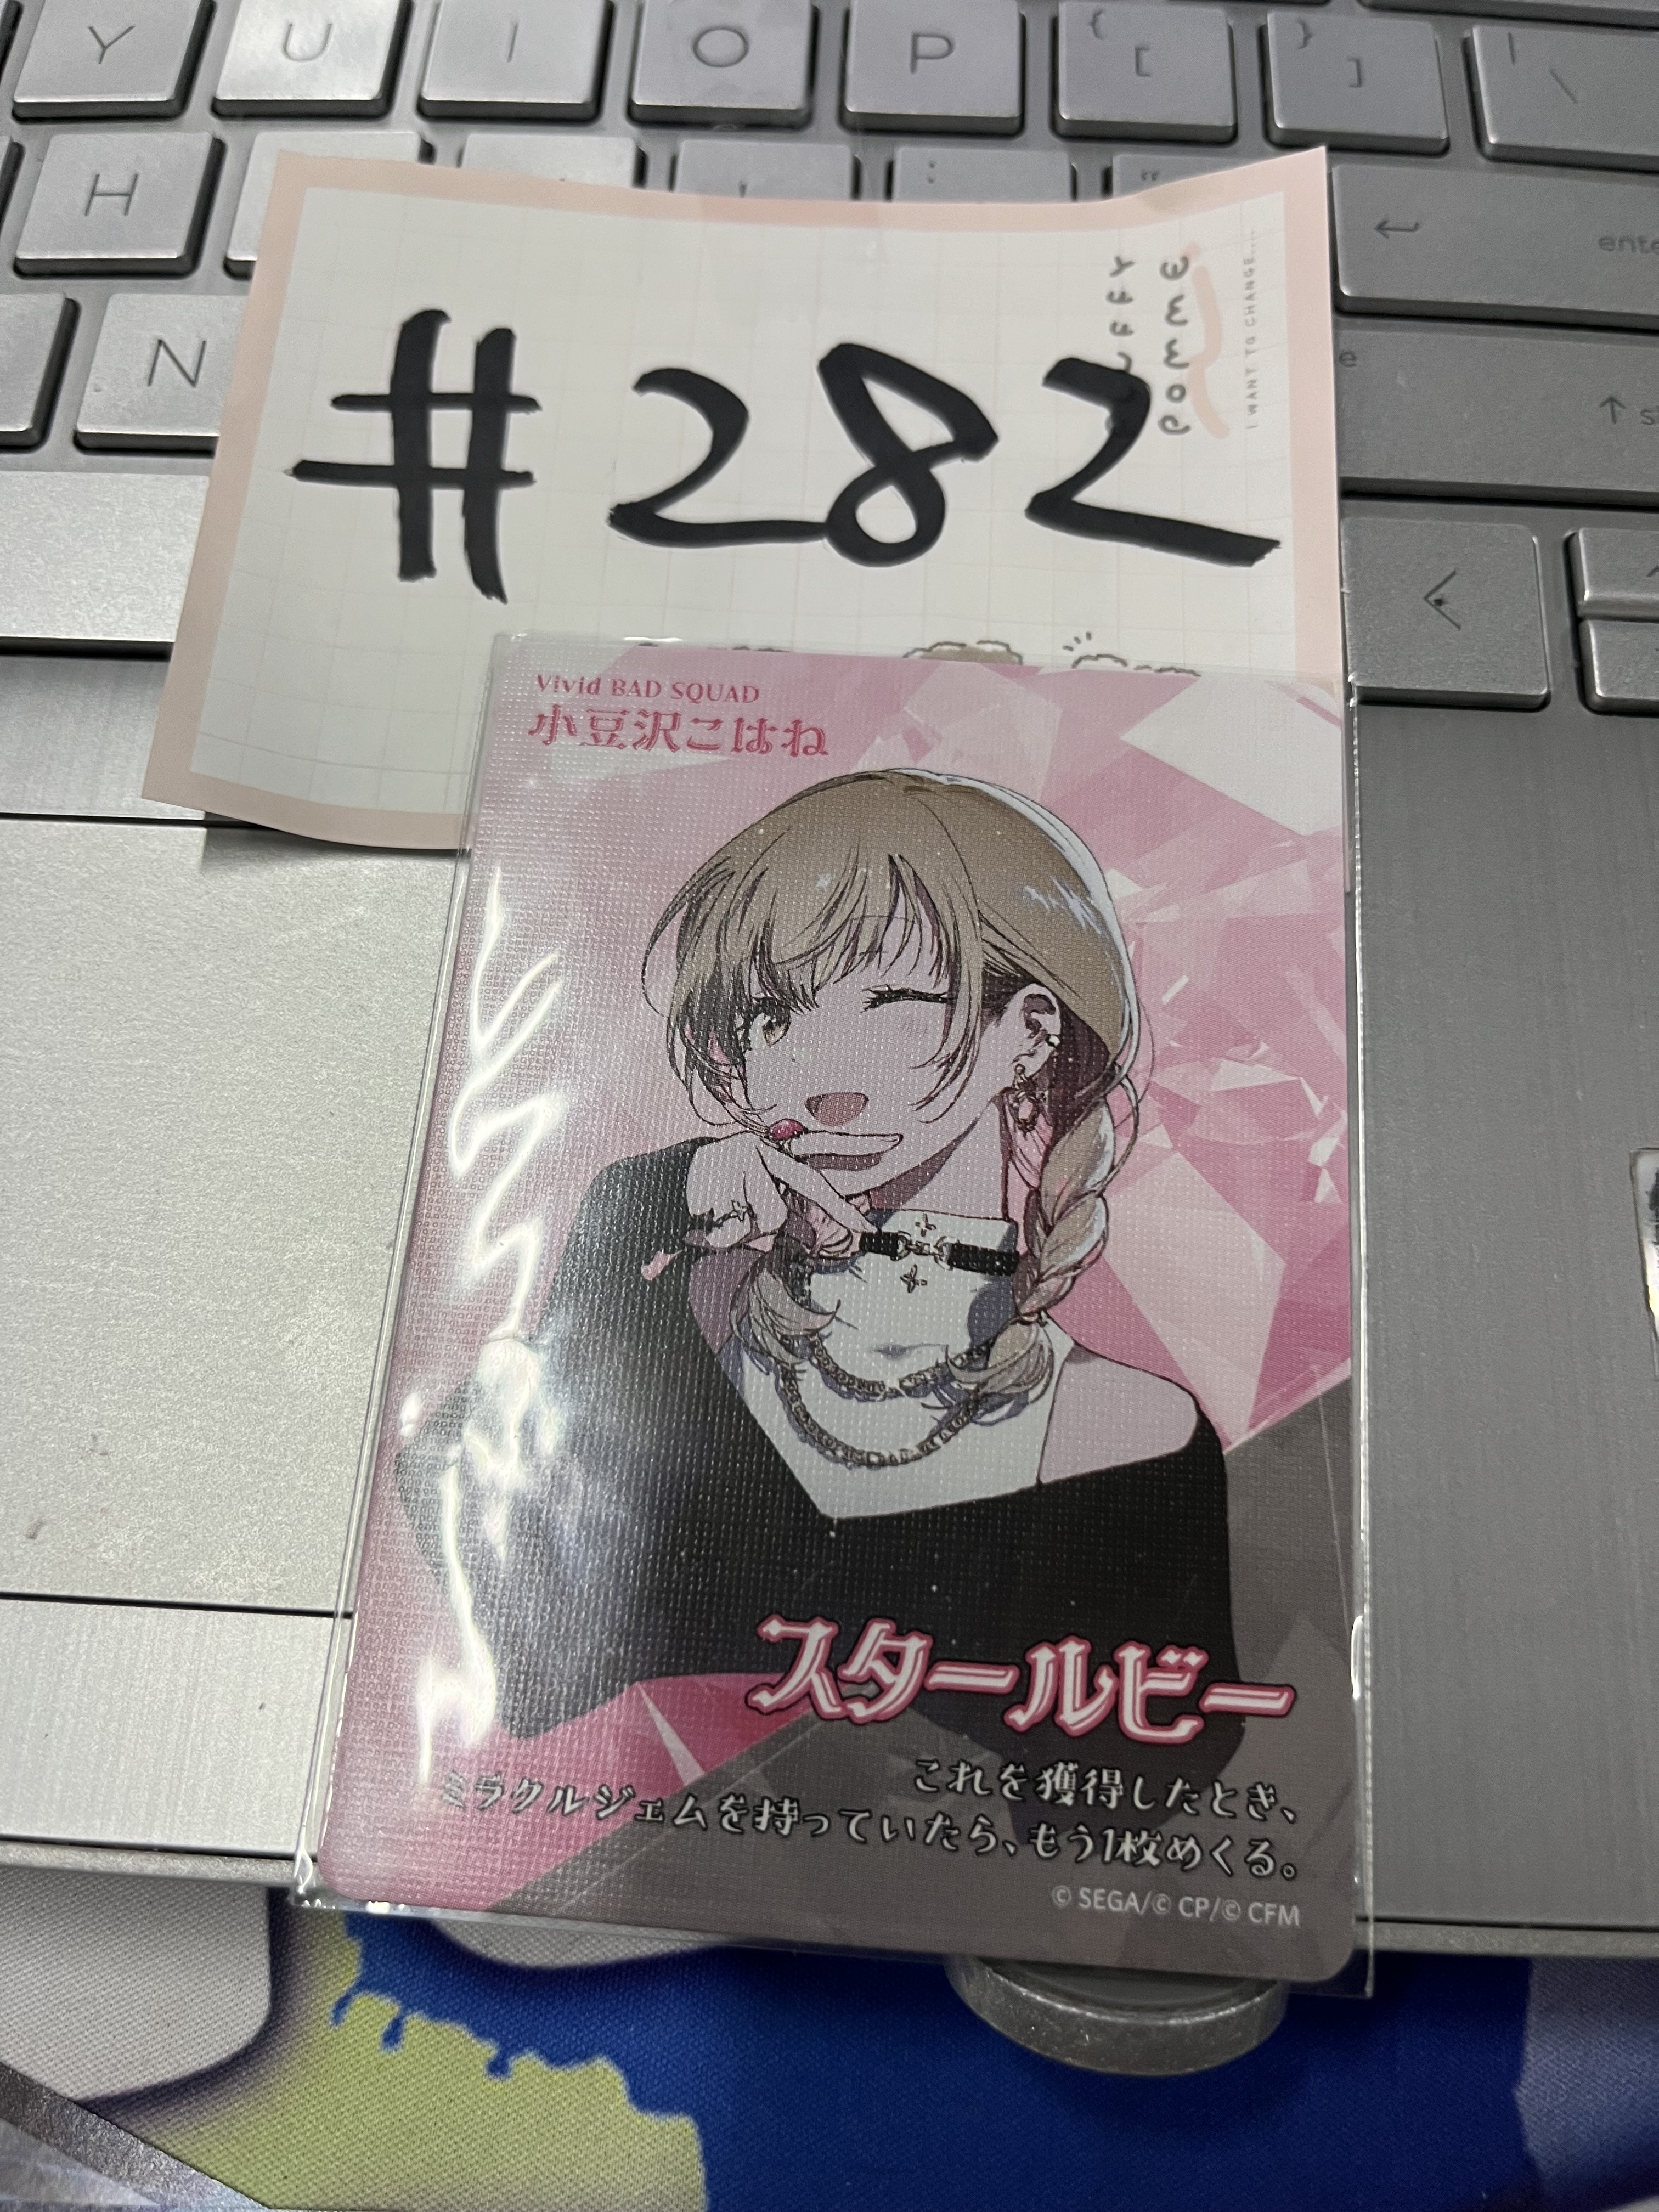 Y U I O P { [ } ] | \
H : "
enter
N
I WANT TO CHANGE....
#282
Vivid BAD SQUAD
小豆沢こはね
スタールビー
これを獲得したとき、
ミラクルジェムを持っていたら、もう1枚めくる。
© SEGA/© CP/© CFM